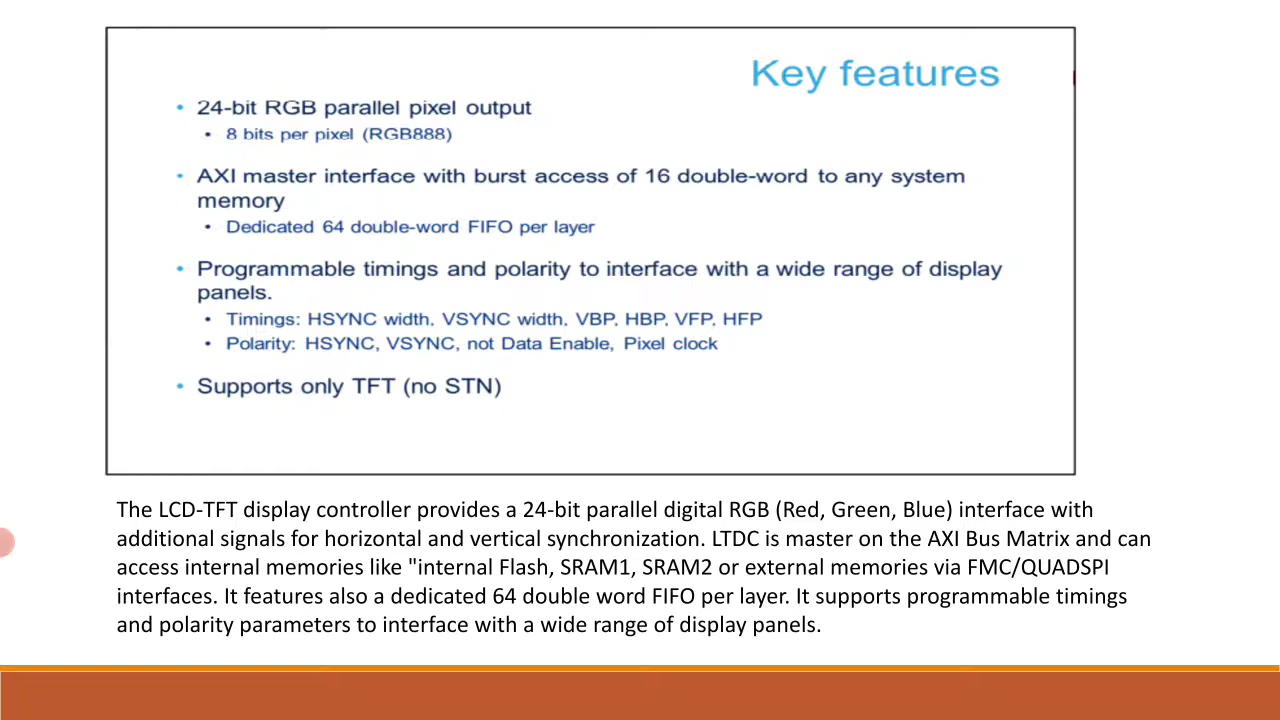 Key features
• 24-bit RGB parallel pixel output
• 8 bits per pixel (RGB888)
• AXI master interface with burst access of 16 double-word to any system
memory
• Dedicated 64 double-word FIFO per layer
• Programmable timings and polarity to interface with a wide range of display
panels.
• Timings: HSYNC width, VSYNC width, VBP, HBP, VFP, HFP
• Polarity: HSYNC, VSYNC, not Data Enable, Pixel clock
• Supports only TFT (no STN)
The LCD-TFT display controller provides a 24-bit parallel digital RGB (Red, Green, Blue) interface with
additional signals for horizontal and vertical synchronization. LTDC is master on the AXI Bus Matrix and can
access internal memories like "internal Flash, SRAM1, SRAM2 or external memories via FMC/QUADSPI
interfaces. It features also a dedicated 64 double word FIFO per layer. It supports programmable timings
and polarity parameters to interface with a wide range of display panels.